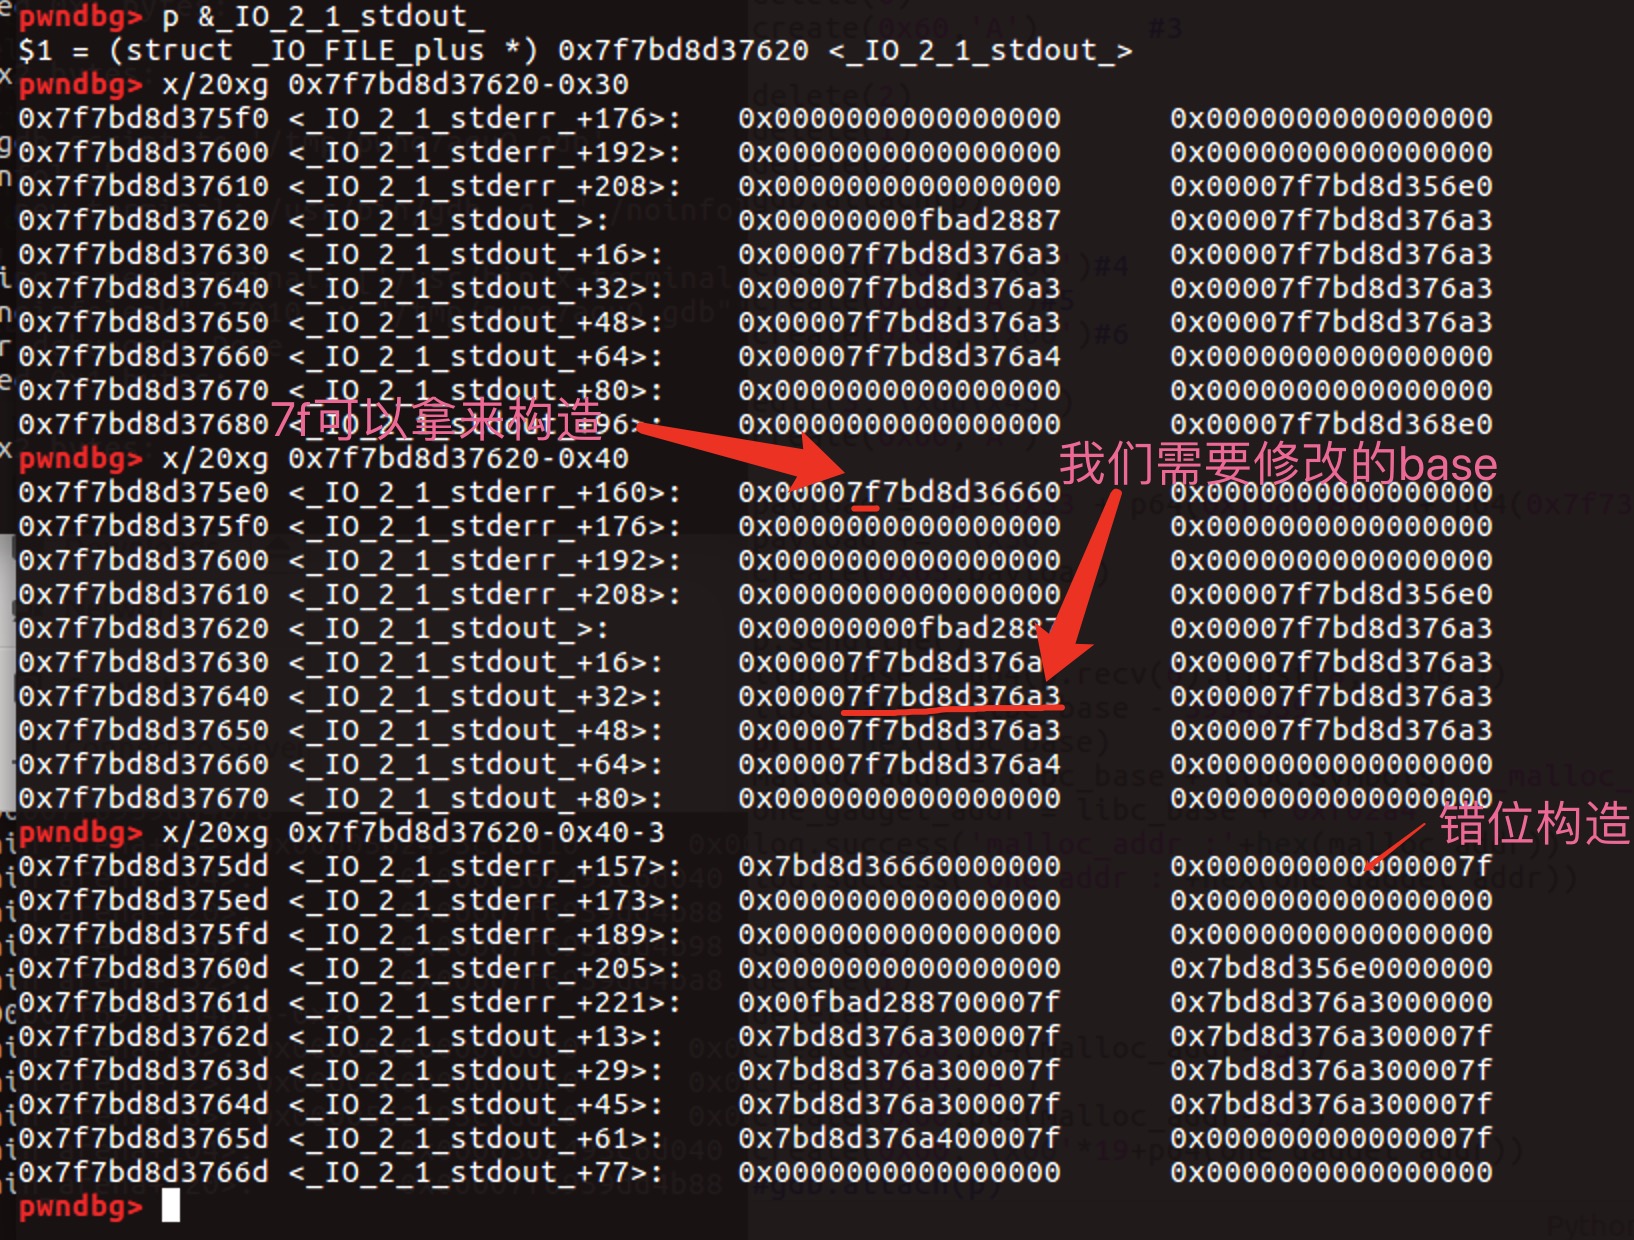 pwndbg> p & _IO_2_1_stdout_
$1 = (struct _IO_FILE_plus *) 0x7f7bd8d37620 <_IO_2_1_stdout_>
pwndbg> x/20xg 0x7f7bd8d37620-0x30
0x7f7bd8d375f0 <_IO_2_1_stderr_+176>: 0x0000000000000000 0x0000000000000000
0x7f7bd8d37600 <_IO_2_1_stderr_+192>: 0x0000000000000000 0x0000000000000000
0x7f7bd8d37610 <_IO_2_1_stderr_+208>: 0x0000000000000000 0x00007f7bd8d356e0
0x7f7bd8d37620 <_IO_2_1_stdout_>: 0x00000000fbad2887 0x00007f7bd8d376a3
0x7f7bd8d37630 <_IO_2_1_stdout_+16>: 0x00007f7bd8d376a3 0x00007f7bd8d376a3
0x7f7bd8d37640 <_IO_2_1_stdout_+32>: 0x00007f7bd8d376a3 0x00007f7bd8d376a3
0x7f7bd8d37650 <_IO_2_1_stdout_+48>: 0x00007f7bd8d376a3 0x00007f7bd8d376a3
0x7f7bd8d37660 <_IO_2_1_stdout_+64>: 0x00007f7bd8d376a4 0x0000000000000000
0x7f7bd8d37670 <_IO_2_1_stdout_+80>: 0x0000000000000000 0x0000000000000000
0x7f7bd8d37680 <_IO_2_1_stdout_+96>: 0x0000000000000000 0x00007f7bd8d368e0
7f可以拿来构造
pwndbg> x/20xg 0x7f7bd8d37620-0x40
我们需要修改的base
0x7f7bd8d375e0 <_IO_2_1_stderr_+160>: 0x00007f7bd8d36660 0x0000000000000000
0x7f7bd8d375f0 <_IO_2_1_stderr_+176>: 0x0000000000000000 0x0000000000000000
0x7f7bd8d37600 <_IO_2_1_stderr_+192>: 0x0000000000000000 0x0000000000000000
0x7f7bd8d37610 <_IO_2_1_stderr_+208>: 0x0000000000000000 0x00007f7bd8d356e0
0x7f7bd8d37620 <_IO_2_1_stdout_>: 0x00000000fbad2887 0x00007f7bd8d376a3
0x7f7bd8d37630 <_IO_2_1_stdout_+16>: 0x00007f7bd8d376a 0x00007f7bd8d376a3
0x7f7bd8d37640 <_IO_2_1_stdout_+32>: 0x00007f7bd8d376a3 0x00007f7bd8d376a3
0x7f7bd8d37650 <_IO_2_1_stdout_+48>: 0x00007f7bd8d376a3 0x00007f7bd8d376a3
0x7f7bd8d37660 <_IO_2_1_stdout_+64>: 0x00007f7bd8d376a4 0x0000000000000000
0x7f7bd8d37670 <_IO_2_1_stdout_+80>: 0x0000000000000000 0x0000000000000000
pwndbg> x/20xg 0x7f7bd8d37620-0x40-3
错位构造
0x7f7bd8d375dd <_IO_2_1_stderr_+157>: 0x7bd8d36660000000 0x000000000000007f
0x7f7bd8d375ed <_IO_2_1_stderr_+173>: 0x0000000000000000 0x0000000000000000
0x7f7bd8d375fd <_IO_2_1_stderr_+189>: 0x0000000000000000 0x0000000000000000
0x7f7bd8d3760d <_IO_2_1_stderr_+205>: 0x0000000000000000 0x7bd8d356e0000000
0x7f7bd8d3761d <_IO_2_1_stderr_+221>: 0x00fbad288700007f 0x7bd8d376a3000000
0x7f7bd8d3762d <_IO_2_1_stdout_+13>: 0x7bd8d376a300007f 0x7bd8d376a300007f
0x7f7bd8d3763d <_IO_2_1_stdout_+29>: 0x7bd8d376a300007f 0x7bd8d376a300007f
0x7f7bd8d3764d <_IO_2_1_stdout_+45>: 0x7bd8d376a300007f 0x7bd8d376a300007f
0x7f7bd8d3765d <_IO_2_1_stdout_+61>: 0x7bd8d376a400007f 0x000000000000007f
0x7f7bd8d3766d <_IO_2_1_stdout_+77>: 0x0000000000000000 0x0000000000000000
pwndbg>